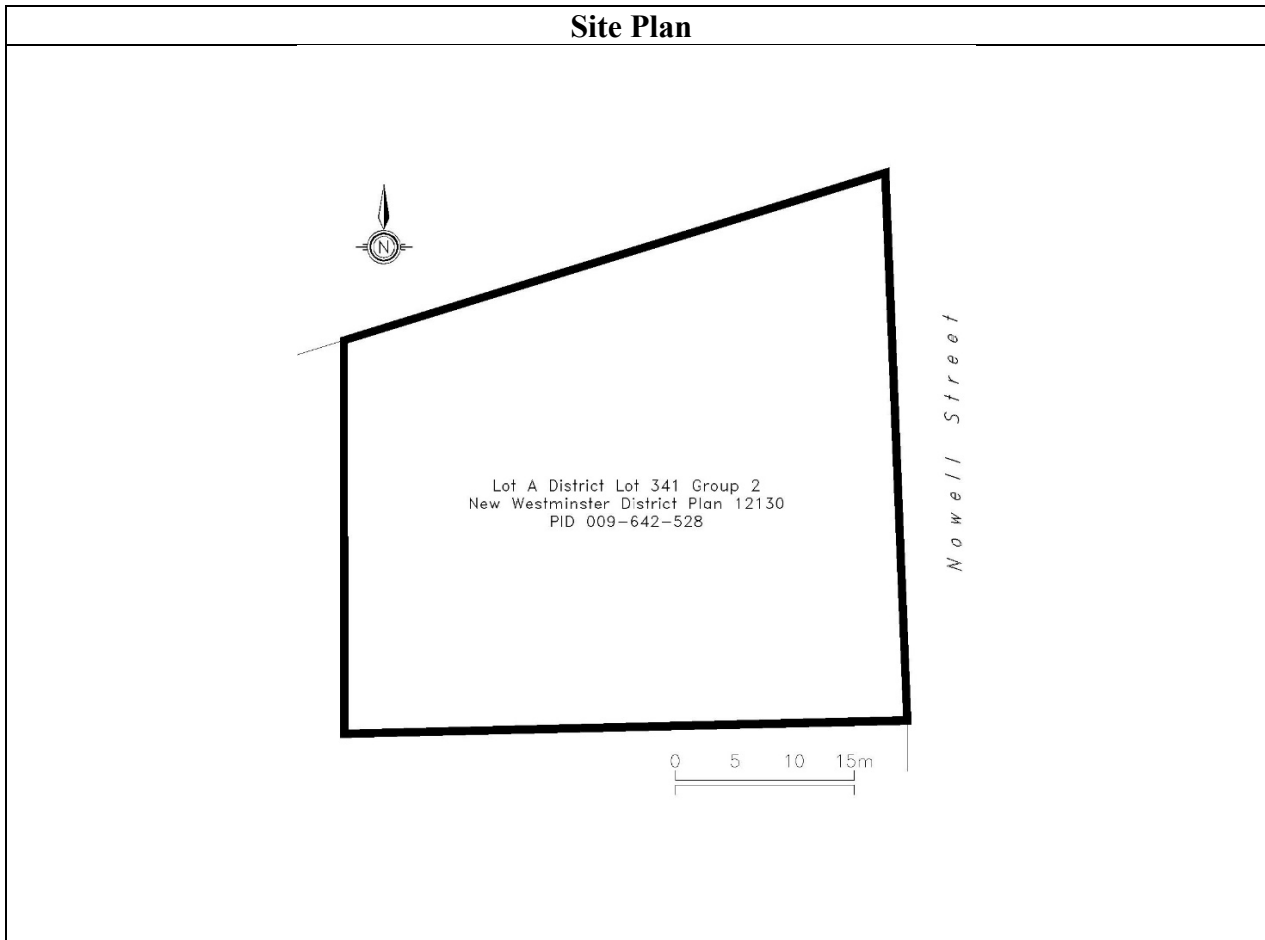 Site Plan
N
Nowell Street
Lot A District Lot 341 Group 2
New Westminster District Plan 12130
PID 009-642-528
0 5 10 15m